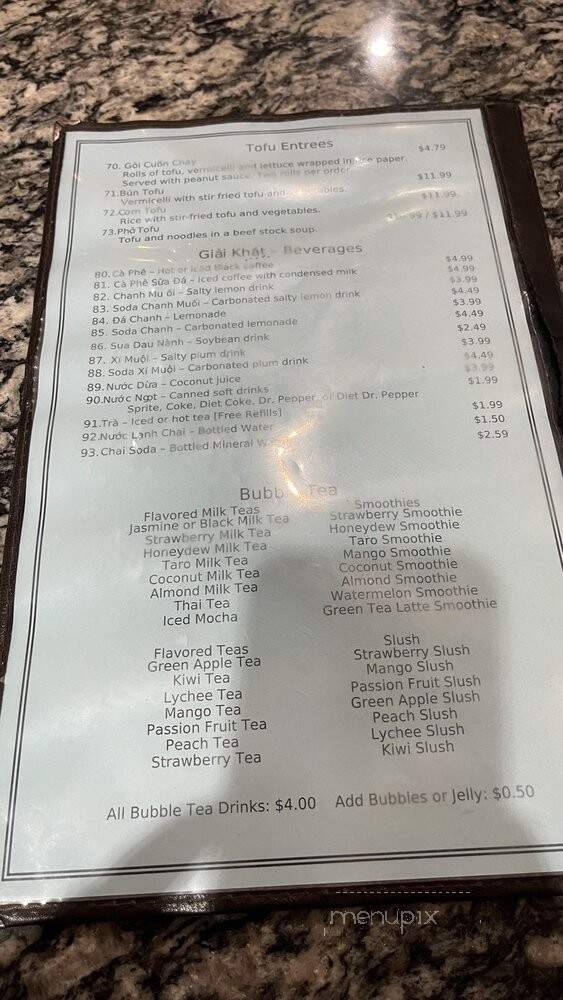 Tofu Entrees
70. Gỏi Cuốn Chay $4.79
Rolls of tofu, vermicelli and lettuce wrapped in rice paper.
Served with peanut sauce. Two rolls per order
71.Bún Tofu $11.99
Vermicelli with stir fried tofu and vegetables.
72.Cơm Tofu $11.99
Rice with stir-fried tofu and vegetables.
73.Phở Tofu 99 / $11.99
Tofu and noodles in a beef stock soup.
Giải Khát - Beverages
80. Cà Phê – Hot or Iced Black coffee $4.99
81. Cà Phê Sữa Đá – Iced coffee with condensed milk $4.99
82. Chanh Mu ối – Salty lemon drink $3.99
83. Soda Chanh Muối – Carbonated salty lemon drink $4.49
84. Đá Chanh – Lemonade $3.99
85. Soda Chanh – Carbonated lemonade $4.49
86. Sua Dau Nành – Soybean drink $2.49
87. Xí Muội – Salty plum drink $3.99
88. Soda Xí Muội – Carbonated plum drink $4.49
89.Nước Dừa – Coconut juice $3.99
90.Nước Ngọt – Canned soft drinks $1.99
Sprite, Coke, Diet Coke, Dr. Pepper, or Diet Dr. Pepper
91.Trà – Iced or hot tea [Free Refills] $1.99
92.Nước Lạnh Chai – Bottled Water $1.50
93.Chai Soda – Bottled Mineral $2.59
Bubb Tea
Flavored Milk Teas
Jasmine or Black Milk Tea
Strawberry Milk Tea
Honeydew Milk Tea
Taro Milk Tea
Coconut Milk Tea
Almond Milk Tea
Thai Tea
Iced Mocha
Smoothies
Strawberry Smoothie
Honeydew Smoothie
Taro Smoothie
Mango Smoothie
Coconut Smoothie
Almond Smoothie
Watermelon Smoothie
Green Tea Latte Smoothie
Flavored Teas
Green Apple Tea
Kiwi Tea
Lychee Tea
Mango Tea
Passion Fruit Tea
Peach Tea
Strawberry Tea
Slush
Strawberry Slush
Mango Slush
Passion Fruit Slush
Green Apple Slush
Peach Slush
Lychee Slush
Kiwi Slush
All Bubble Tea Drinks: $4.00 Add Bubbles or Jelly: $0.50
menupix